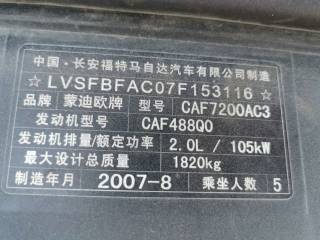 中国·长安福特马自达汽车有限公司制造
☆LVSFBFAC07F153116☆
品牌 蒙迪欧牌 型号 CAF7200AC3
发动机型号 CAF488Q0
发动机排量/额定功率 2.0L / 105kW
最大设计总质量 1820kg
制造年月 2007-8 乘坐人数 5